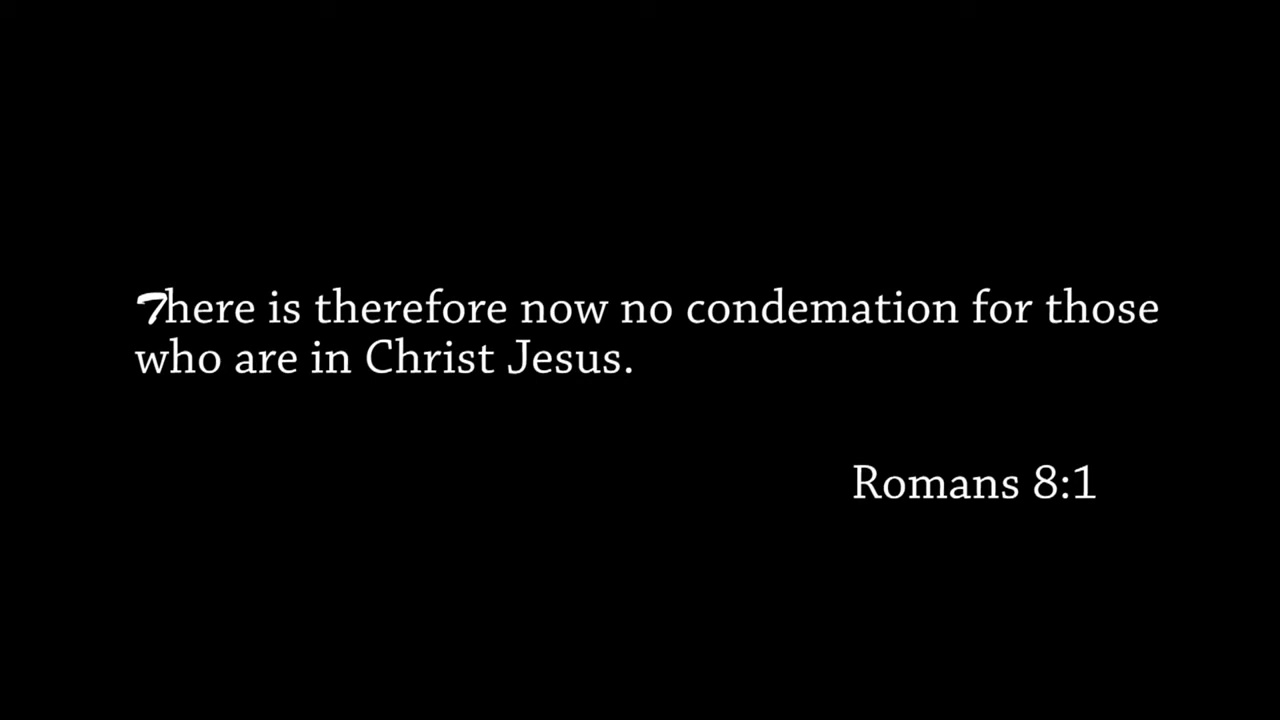 There is therefore now no condemation for those
who are in Christ Jesus.
Romans 8:1